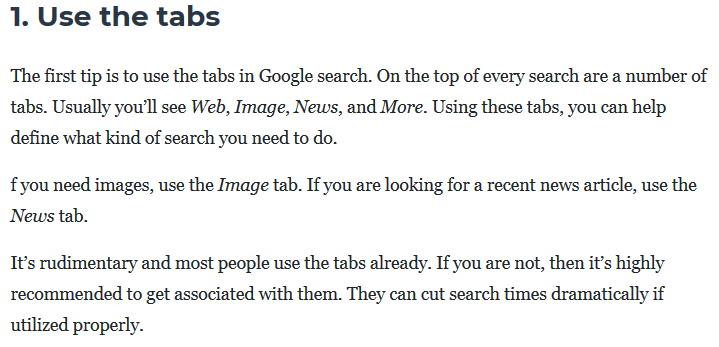 1. Use the tabs
The first tip is to use the tabs in Google search. On the top of every search are a number of
tabs. Usually you’ll see Web, Image, News, and More. Using these tabs, you can help
define what kind of search you need to do.
f you need images, use the Image tab. If you are looking for a recent news article, use the
News tab.
It’s rudimentary and most people use the tabs already. If you are not, then it’s highly
recommended to get associated with them. They can cut search times dramatically if
utilized properly.